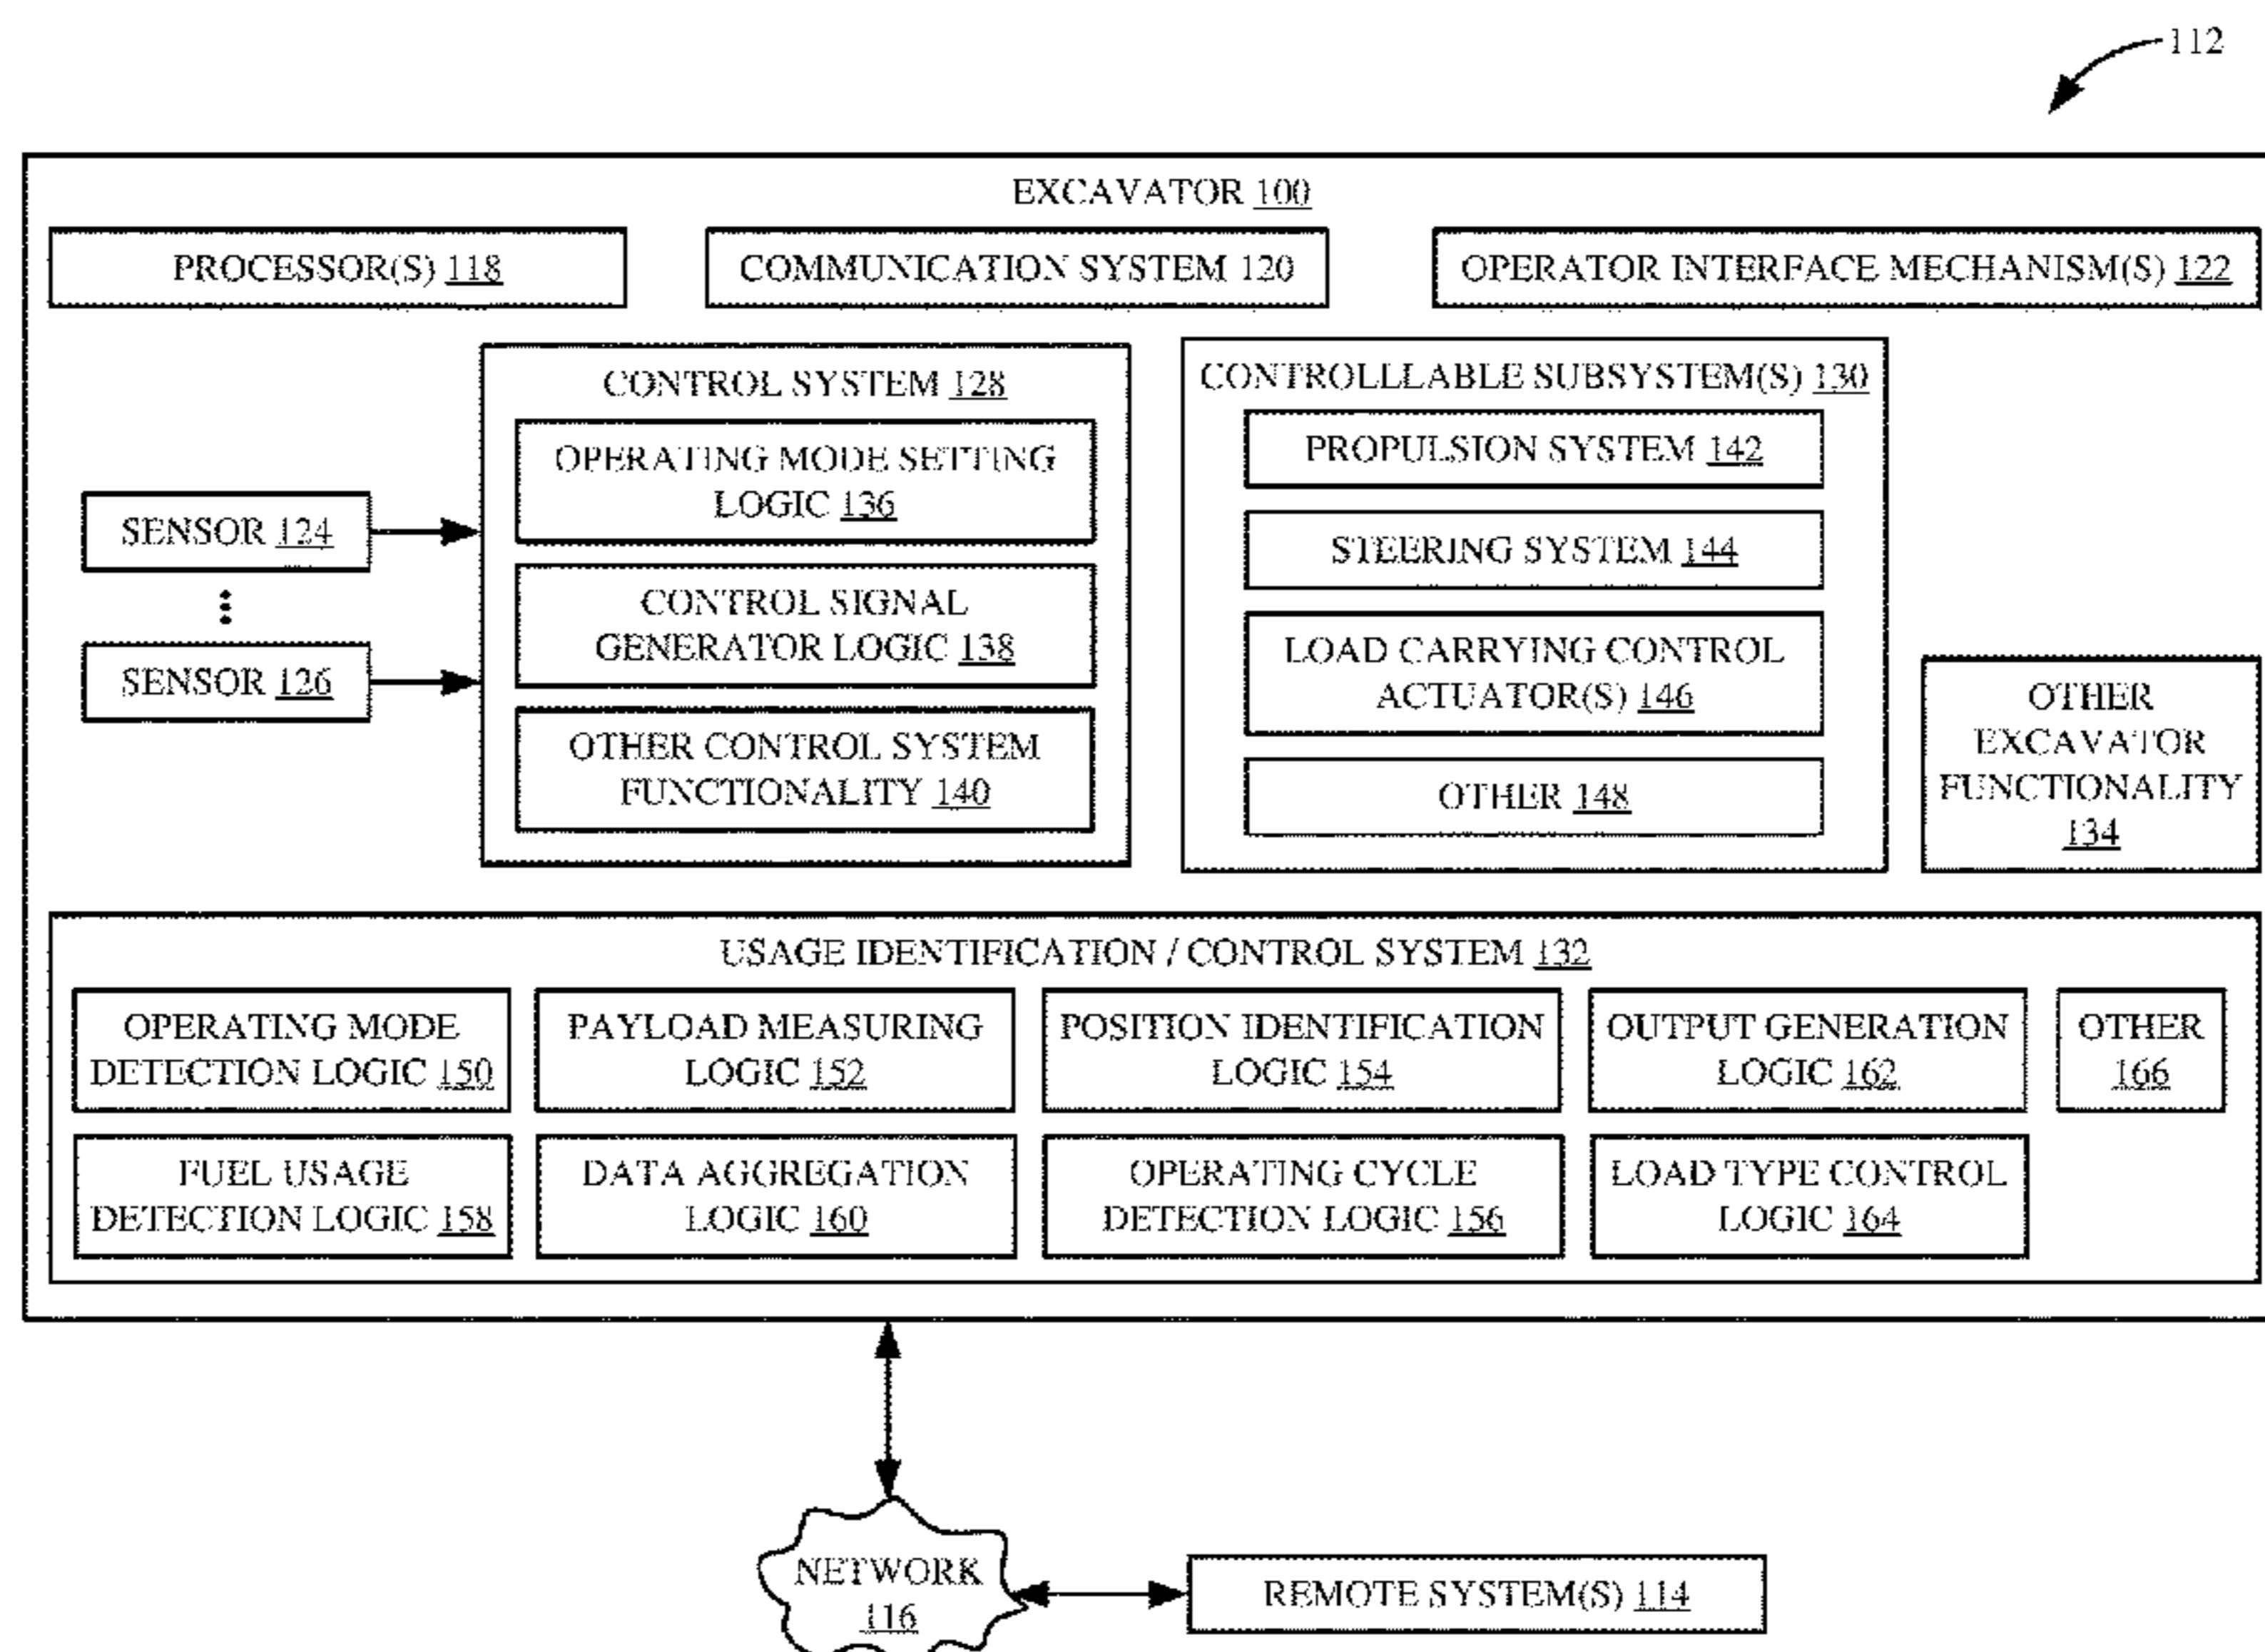 112
EXCAVATOR 100
PROCESSOR(S) 118
COMMUNICATION SYSTEM 120
OPERATOR INTERFACE MECHANISM(S) 122
CONTROL SYSTEM 128
OPERATING MODE SETTING
LOGIC 136
CONTROL SIGNAL
GENERATOR LOGIC 138
OTHER CONTROL SYSTEM
FUNCTIONALITY 140
SENSOR 124
SENSOR 126
CONTROLLLABLE SUBSYSTEM(S) 130
PROPULSION SYSTEM 142
STEERING SYSTEM 144
LOAD CARRYING CONTROL
ACTUATOR(S) 146
OTHER 148
OTHER
EXCAVATOR
FUNCTIONALITY
134
USAGE IDENTIFICATION / CONTROL SYSTEM 132
OPERATING MODE
DETECTION LOGIC 150
PAYLOAD MEASURING
LOGIC 152
POSITION IDENTIFICATION
LOGIC 154
OUTPUT GENERATION
LOGIC 162
OTHER
166
FUEL USAGE
DETECTION LOGIC 158
DATA AGGREGATION
LOGIC 160
OPERATING CYCLE
DETECTION LOGIC 156
LOAD TYPE CONTROL
LOGIC 164
NETWORK
116
REMOTE SYSTEM(S) 114